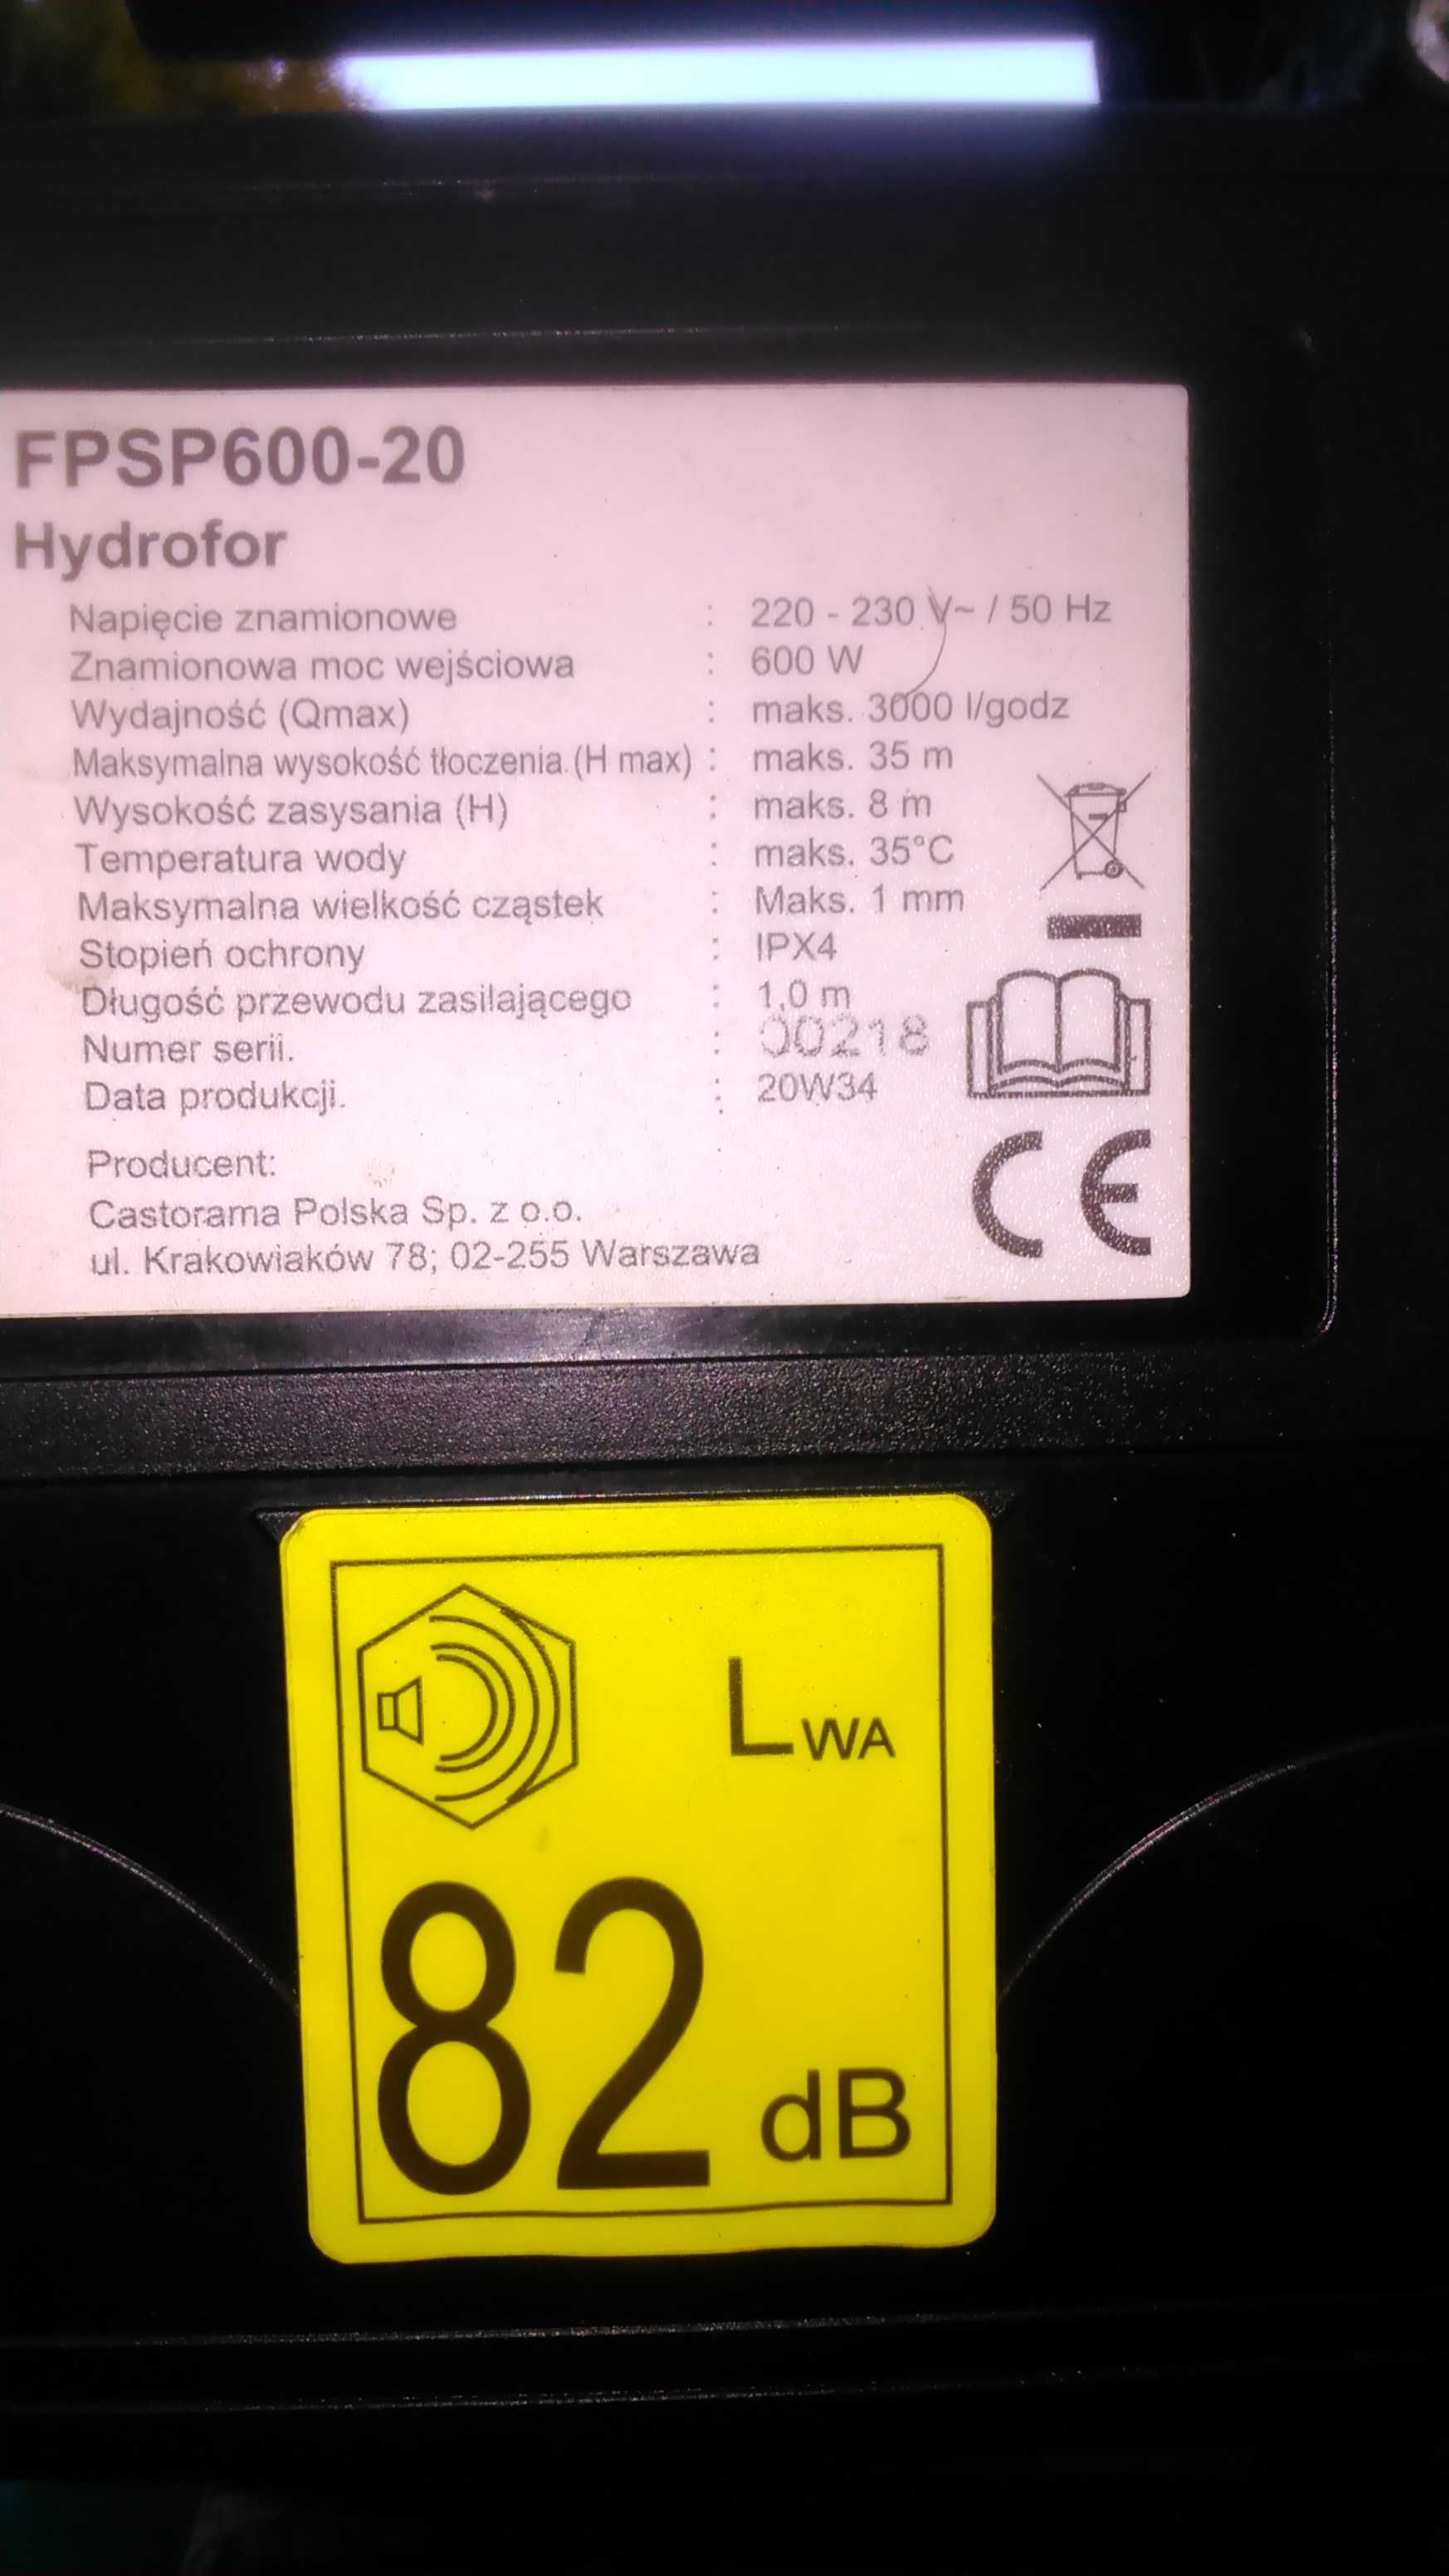 FPSP600-20
Hydrofor
Napięcie znamionowe : 220 - 230 V~ / 50 Hz
Znamionowa moc wejściowa : 600 W
Wydajność (Qmax) : maks. 3000 l/godz
Maksymalna wysokość tłoczenia (H max) : maks. 35 m
Wysokość zasysania (H) : maks. 8 m
Temperatura wody : maks. 35°C
Maksymalna wielkość cząstek : Maks. 1 mm
Stopień ochrony : IPX4
Długość przewodu zasilającego : 1,0 m
Numer serii. : 00218
Data produkcji. : 20W34
Producent:
Castorama Polska Sp. z o.o.
ul. Krakowiaków 78; 02-255 Warszawa
CE
LWA
82 dB